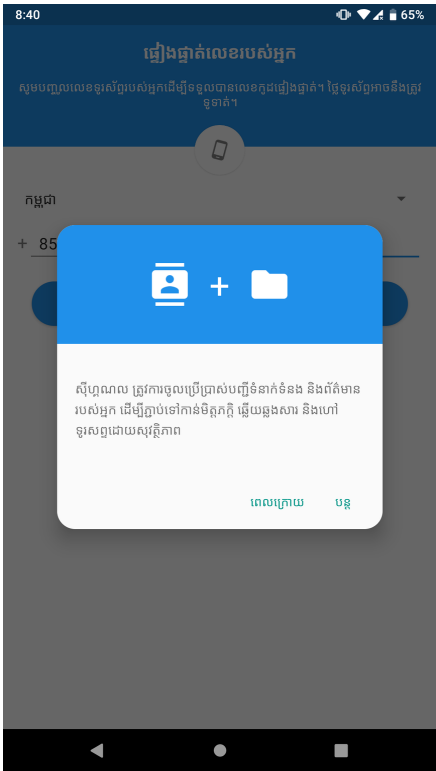 8:40
65%
ផ្ទៀងផ្ទាត់លេខរបស់អ្នក
សូមបញ្ចូលលេខទូរស័ព្ទរបស់អ្នកដើម្បីទទួលបានលេខកូដផ្ទៀងផ្ទាត់។ ថ្លៃទូរស័ព្ទអាចនឹងត្រូវ
ទូទាត់។
កម្ពុជា
+ 85
ស៊ីហ្គណល ត្រូវការចូលប្រើប្រាស់បញ្ជីទំនាក់ទំនង និងព័ត៌មាន
របស់អ្នក ដើម្បីភ្ជាប់ទៅកាន់មិត្តភក្តិ ឆ្លើយឆ្លងសារ និងហៅ
ទូរសព្ទដោយសុវត្ថិភាព
ពេលក្រោយ
បន្ត